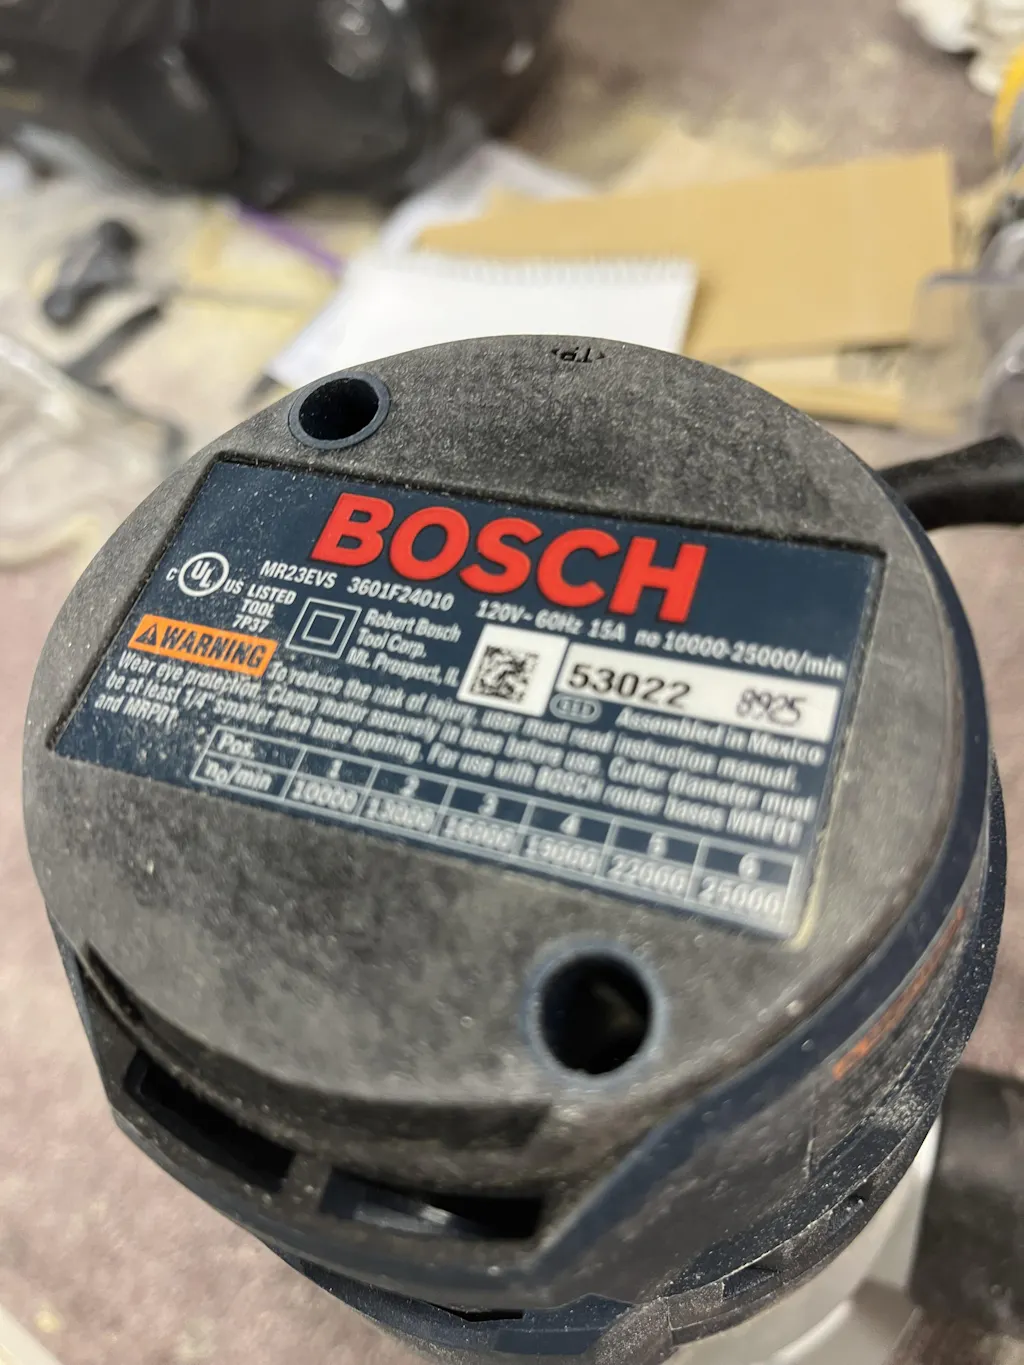 BOSCH
MR23EVS 3601F24010 120V~ 60Hz 15A no 10000-25000/min
C UL US LISTED
TOOL
7P37
Robert Bosch
Tool Corp.
Mt. Prospect, IL
53022 8925
Assembled in Mexico
WARNING To reduce the risk of injury, user must read instruction manual.
Wear eye protection. Clamp motor securely in base before use. Cutter diameter must
be at least 1/4" smaller than base opening. For use with BOSCH router bases MRF01
and MRP01.
Pos. 1 2 3 4 5 6
no/min 10000 13000 16000 19000 22000 25000